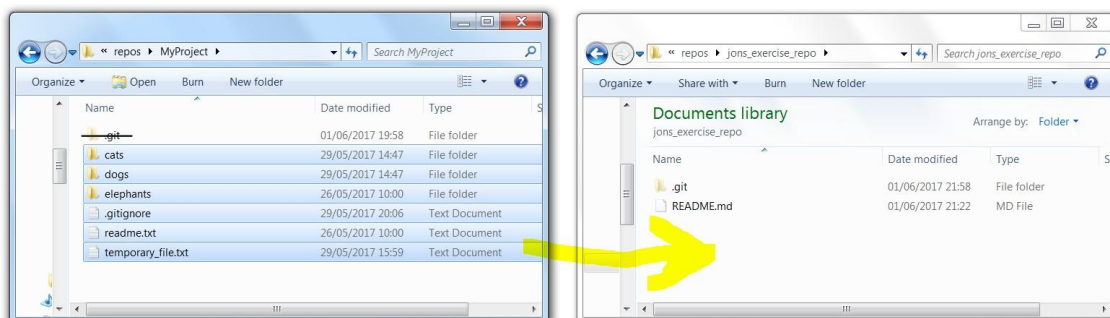 « repos ▸ MyProject ▸ Search MyProject
Organize ▾ Open Burn New folder
Name Date modified Type S
.git 01/06/2017 19:58 File folder
cats 29/05/2017 14:47 File folder
dogs 29/05/2017 14:47 File folder
elephants 26/05/2017 10:00 File folder
.gitignore 29/05/2017 20:06 Text Document
readme.txt 26/05/2017 10:00 Text Document
temporary_file.txt 29/05/2017 15:59 Text Document
« repos ▸ jons_exercise_repo ▸ Search jons_exercise_repo
Organize ▾ Share with ▾ Burn New folder
Documents library
jons_exercise_repo
Arrange by: Folder ▾
Name Date modified Type S
.git 01/06/2017 21:58 File folder
README.md 01/06/2017 21:22 MD File